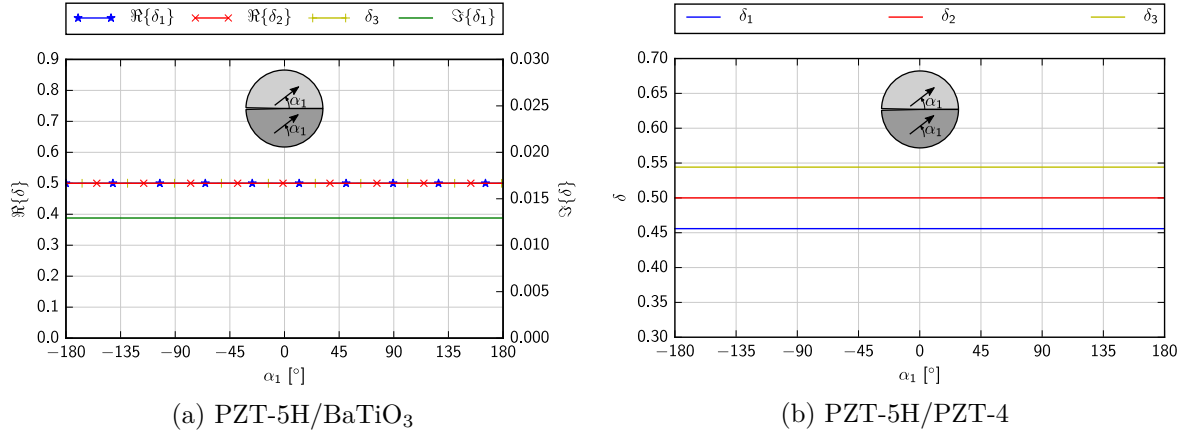 ℜ{δ₁} ℜ{δ₂} δ₃ ℑ{δ₁}
0.9 0.030
0.8
0.7 0.025
0.6 0.020
0.5
0.4 0.015
0.3 0.010
0.2
0.1 0.005
0.0 0.000
−180 −135 −90 −45 0 45 90 135 180
α₁ [°]
ℜ{δ}
ℑ{δ}
α₁
α₁
(a) PZT-5H/BaTiO₃
δ₁ δ₂ δ₃
0.70
0.65
0.60
0.55
0.50
0.45
0.40
0.35
0.30
−180 −135 −90 −45 0 45 90 135 180
α₁ [°]
δ
α₁
α₁
(b) PZT-5H/PZT-4